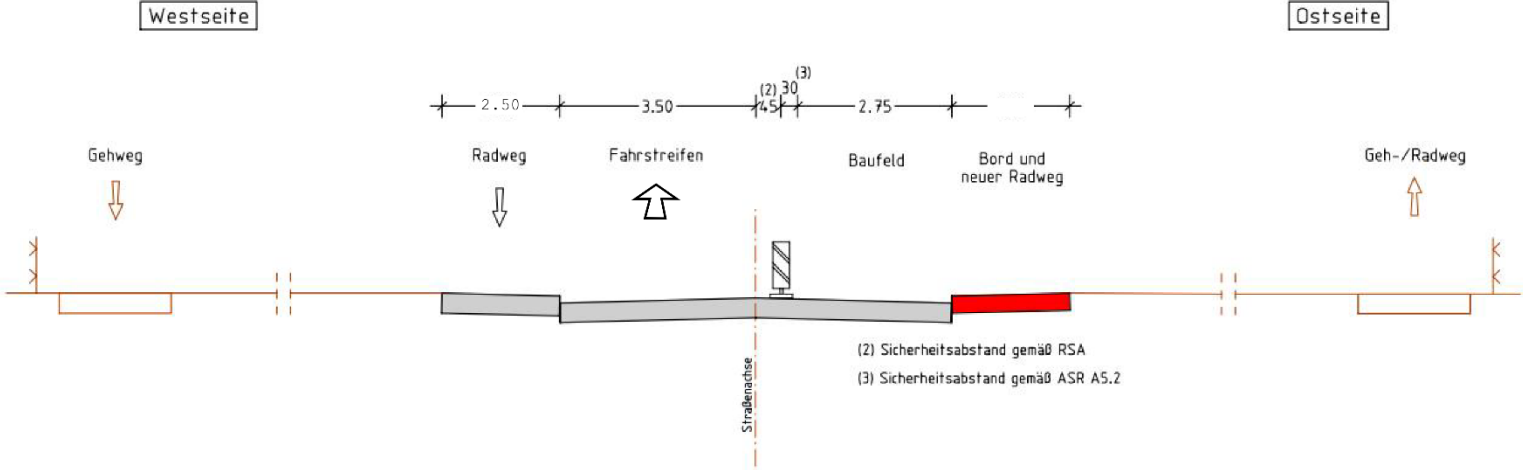 Westseite
Ostseite
(3)
(2) 30
2.50
3.50
45
2.75
Gehweg
Radweg
Fahrstreifen
Baufeld
Bord und
neuer Radweg
Geh-/Radweg
(2) Sicherheitsabstand gemäß RSA
(3) Sicherheitsabstand gemäß ASR A5.2
Straßenachse